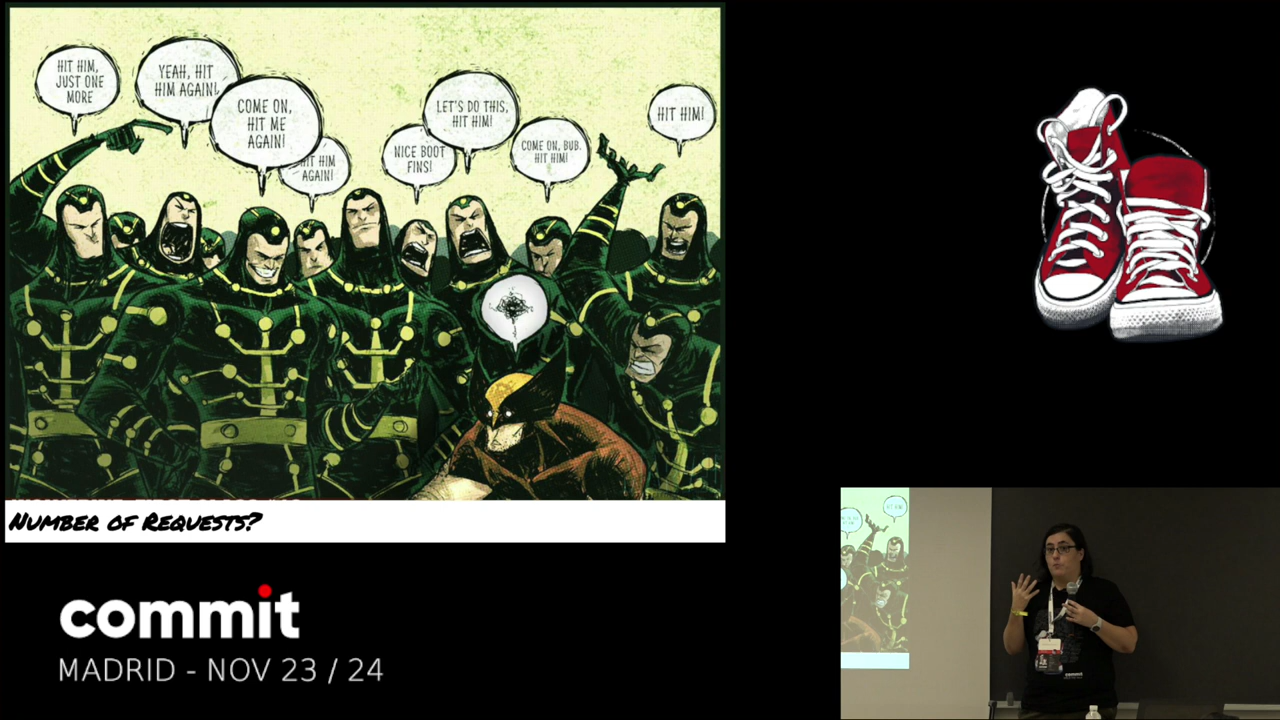 HIT HIM,
JUST ONE
MORE
YEAH, HIT
HIM AGAIN!
COME ON,
HIT ME
AGAIN!
HIT HIM
AGAIN!
NICE BOOT
FINS!
LET'S DO THIS,
HIT HIM!
COME ON, BUB.
HIT HIM!
HIT HIM!
NUMBER OF REQUESTS?
commit
MADRID - NOV 23 / 24
commit